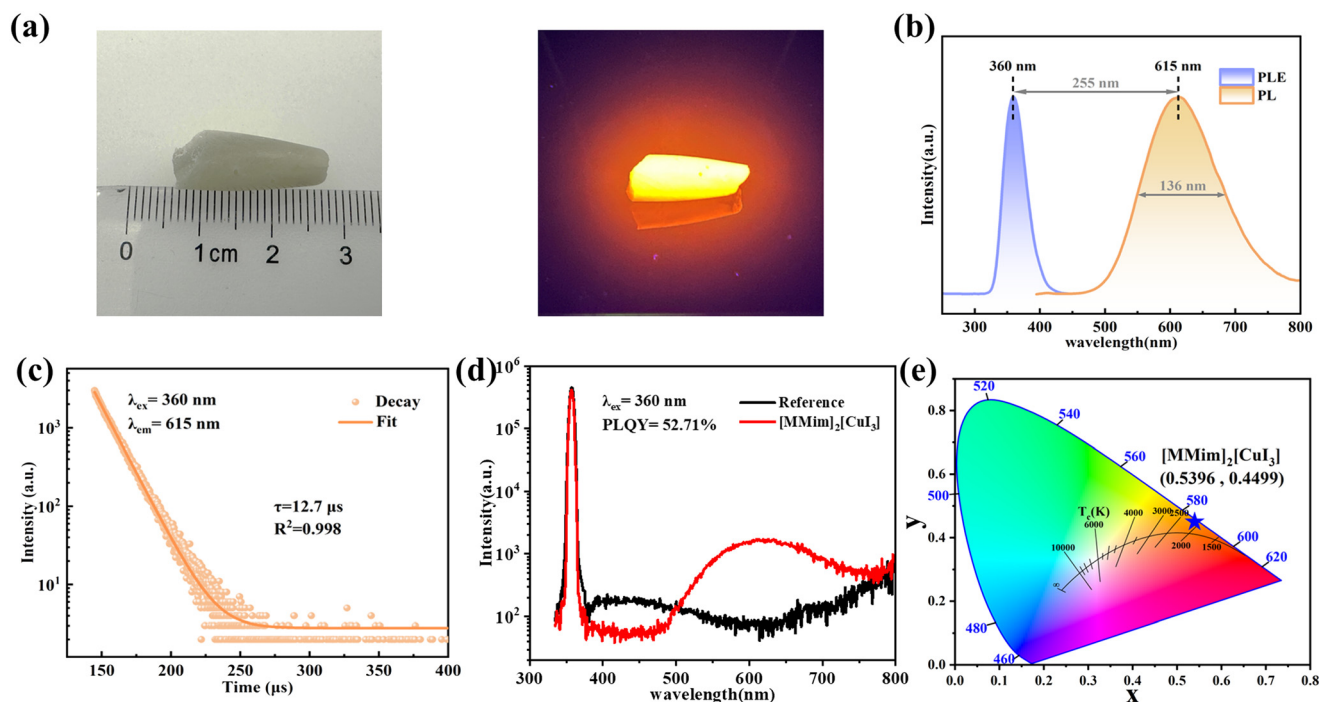 (a)
0 1 cm 2 3
(b)
360 nm
615 nm
255 nm
136 nm
PLE
PL
Intensity(a.u.)
300 400 500 600 700 800
wavelength(nm)
(c)
λex= 360 nm
λem= 615 nm
Decay
Fit
τ=12.7 μs
R²=0.998
Intensity (a.u.)
10³
10²
10¹
150 200 250 300 350 400
Time (μs)
(d)
λex= 360 nm
PLQY= 52.71%
Reference
[MMim]₂[CuI₃]
Intensity(a.u.)
10⁶
10⁵
10⁴
10³
10²
400 500 600 700 800
wavelength(nm)
(e)
520
540
560
[MMim]₂[CuI₃]
(0.5396 , 0.4499)
580
600
620
500
480
460
Tc(K)
10000
6000
4000
3000
2500
2000
1500
∞
y
0.8
0.6
0.4
0.2
0.0
0.0 0.1 0.2 0.3 0.4 0.5 0.6 0.7 0.8
x